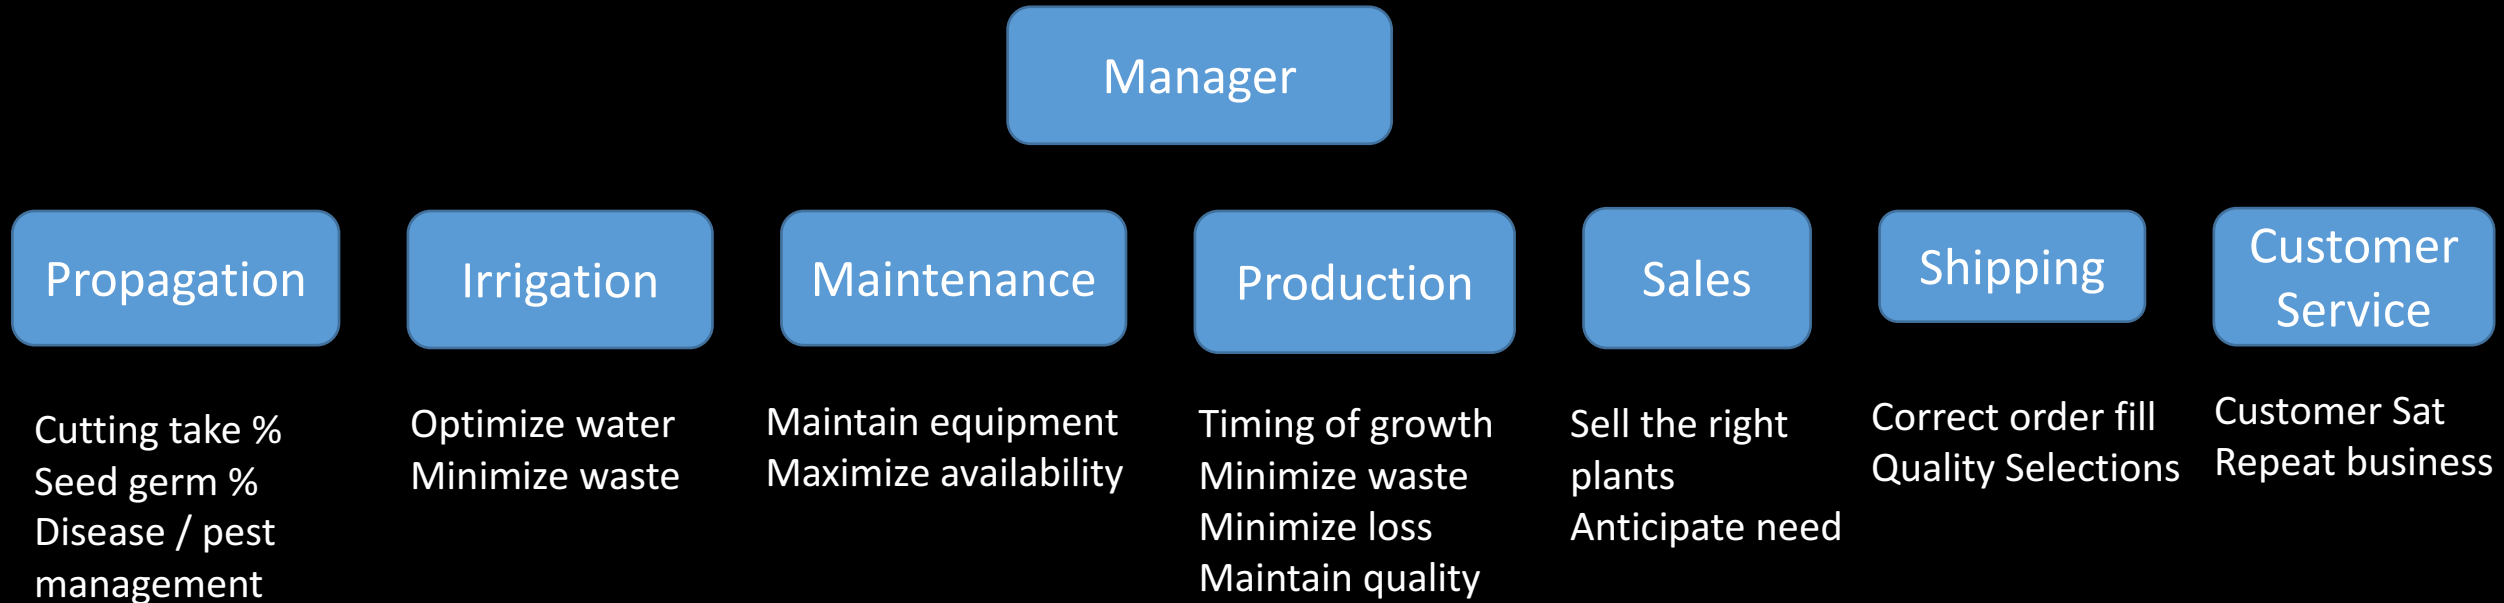 Manager
Propagation
Irrigation
Maintenance
Production
Sales
Shipping
Customer
Service
Cutting take %
Seed germ %
Disease / pest
management
Optimize water
Minimize waste
Maintain equipment
Maximize availability
Timing of growth
Minimize waste
Minimize loss
Maintain quality
Sell the right
plants
Anticipate need
Correct order fill
Quality Selections
Customer Sat
Repeat business